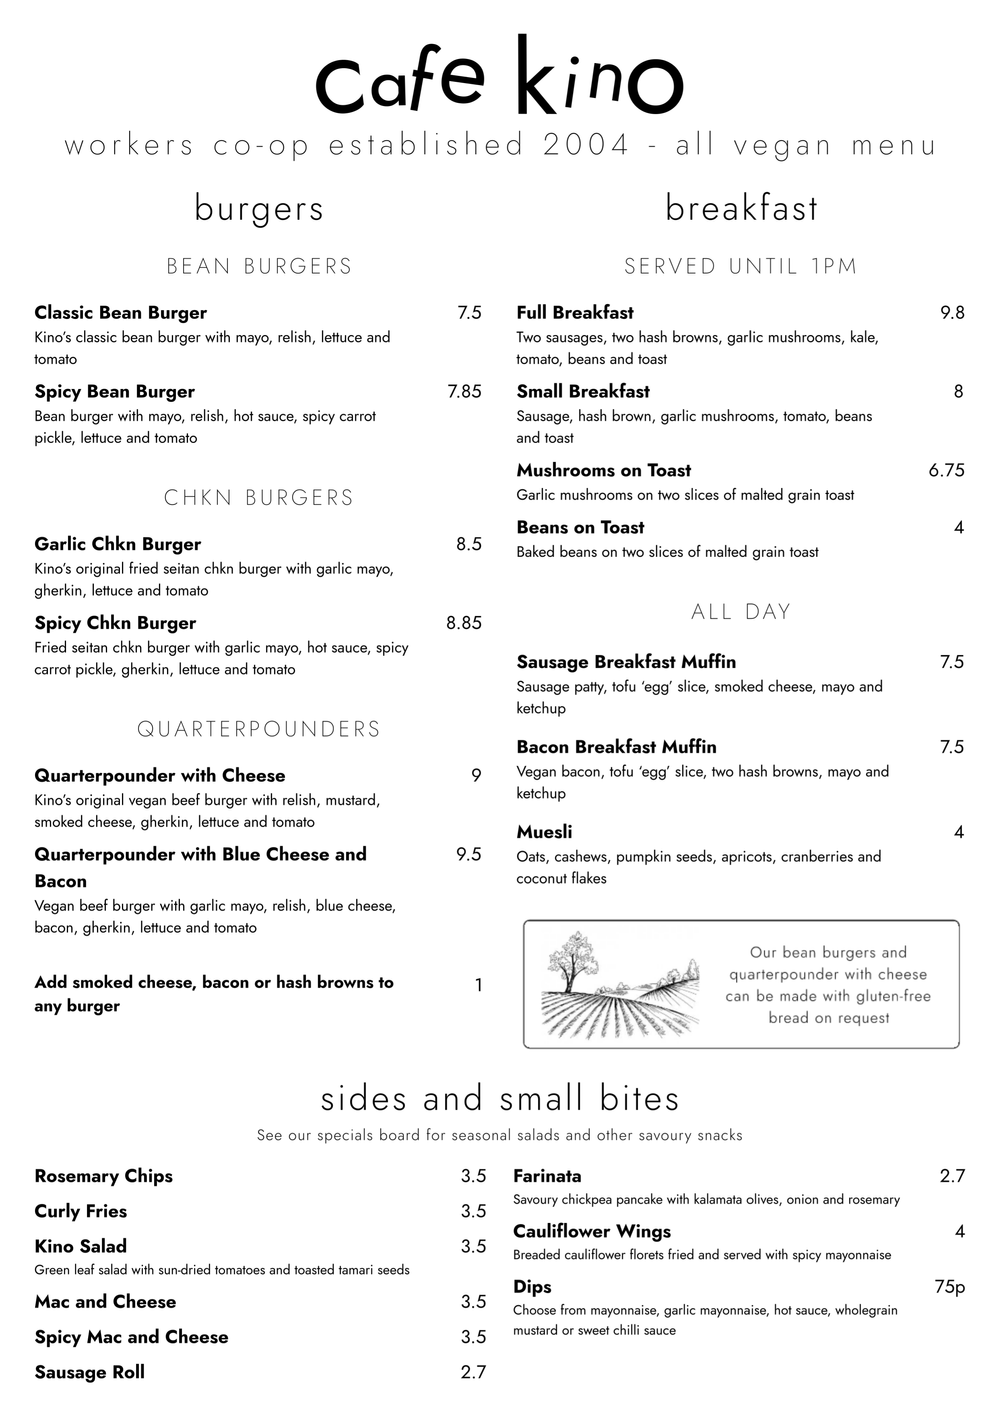 cafe kino
workers co-op established 2004 - all vegan menu
burgers
BEAN BURGERS
Classic Bean Burger 7.5
Kino’s classic bean burger with mayo, relish, lettuce and
tomato
Spicy Bean Burger 7.85
Bean burger with mayo, relish, hot sauce, spicy carrot
pickle, lettuce and tomato
CHKN BURGERS
Garlic Chkn Burger 8.5
Kino’s original fried seitan chkn burger with garlic mayo,
gherkin, lettuce and tomato
Spicy Chkn Burger 8.85
Fried seitan chkn burger with garlic mayo, hot sauce, spicy
carrot pickle, gherkin, lettuce and tomato
QUARTERPOUNDERS
Quarterpounder with Cheese 9
Kino’s original vegan beef burger with relish, mustard,
smoked cheese, gherkin, lettuce and tomato
Quarterpounder with Blue Cheese and 9.5
Bacon
Vegan beef burger with garlic mayo, relish, blue cheese,
bacon, gherkin, lettuce and tomato
Add smoked cheese, bacon or hash browns to 1
any burger
breakfast
SERVED UNTIL 1PM
Full Breakfast 9.8
Two sausages, two hash browns, garlic mushrooms, kale,
tomato, beans and toast
Small Breakfast 8
Sausage, hash brown, garlic mushrooms, tomato, beans
and toast
Mushrooms on Toast 6.75
Garlic mushrooms on two slices of malted grain toast
Beans on Toast 4
Baked beans on two slices of malted grain toast
ALL DAY
Sausage Breakfast Muffin 7.5
Sausage patty, tofu ‘egg’ slice, smoked cheese, mayo and
ketchup
Bacon Breakfast Muffin 7.5
Vegan bacon, tofu ‘egg’ slice, two hash browns, mayo and
ketchup
Muesli 4
Oats, cashews, pumpkin seeds, apricots, cranberries and
coconut flakes
Our bean burgers and
quarterpounder with cheese
can be made with gluten-free
bread on request
sides and small bites
See our specials board for seasonal salads and other savoury snacks
Rosemary Chips 3.5
Curly Fries 3.5
Kino Salad 3.5
Green leaf salad with sun-dried tomatoes and toasted tamari seeds
Mac and Cheese 3.5
Spicy Mac and Cheese 3.5
Sausage Roll 2.7
Farinata 2.7
Savoury chickpea pancake with kalamata olives, onion and rosemary
Cauliflower Wings 4
Breaded cauliflower florets fried and served with spicy mayonnaise
Dips 75p
Choose from mayonnaise, garlic mayonnaise, hot sauce, wholegrain
mustard or sweet chilli sauce